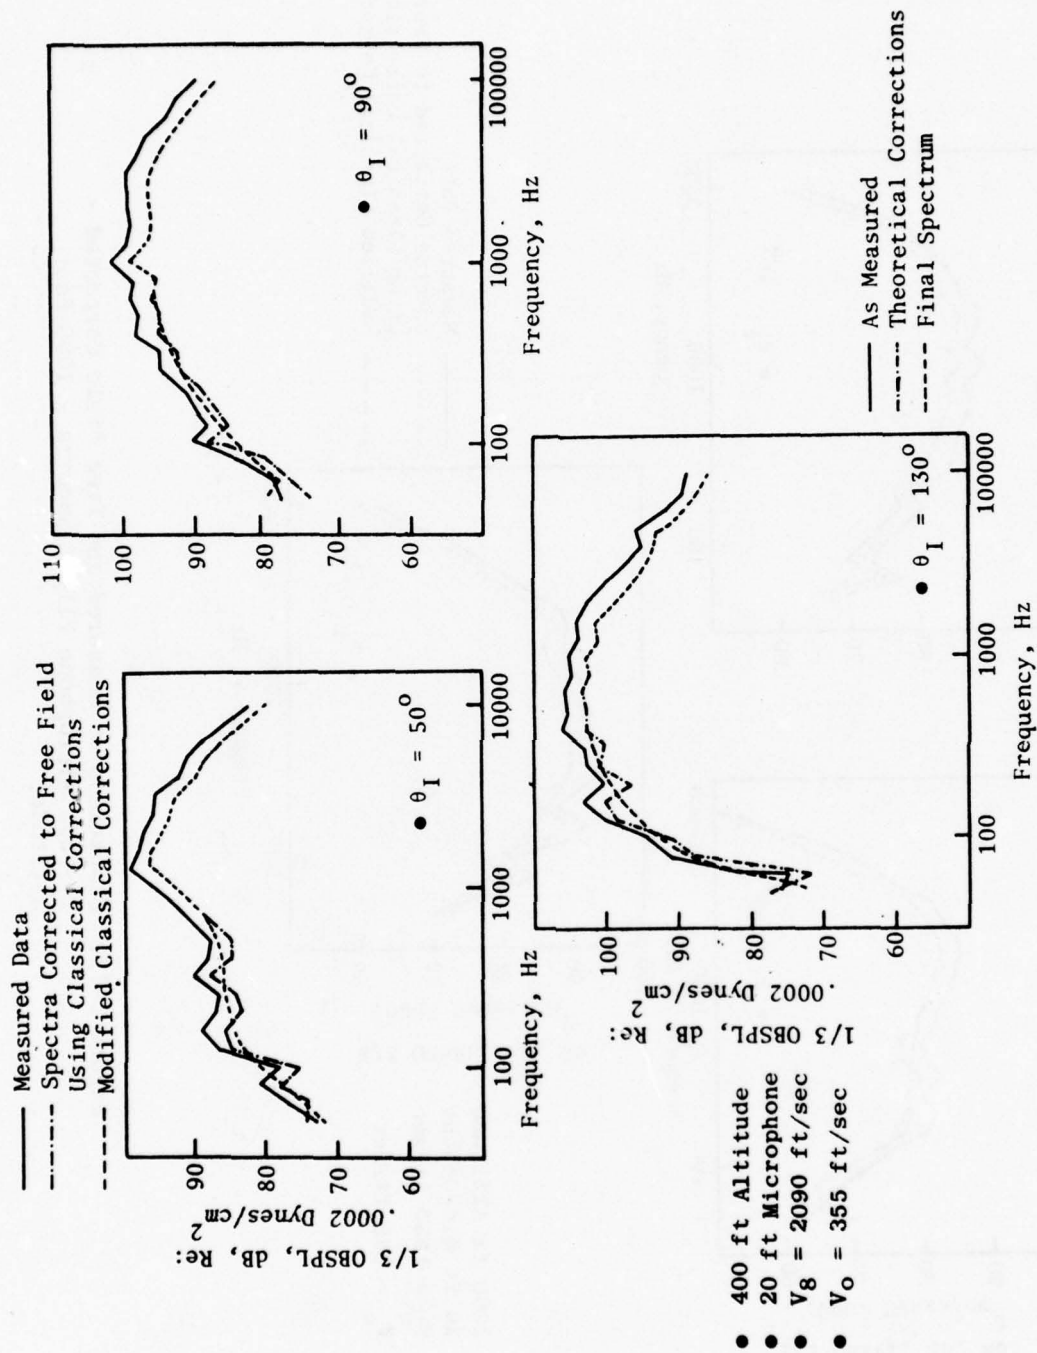 Measured Data
Spectra Corrected to Free Field
Using Classical Corrections
Modified Classical Corrections
1/3 OBSPL, dB, Re:
.0002 Dynes/cm2
90
80
70
60
100
1000
10,000
Frequency, Hz
● θI = 50°
110
100
90
80
70
60
100
1000
100000
Frequency, Hz
● θI = 90°
● 400 ft Altitude
● 20 ft Microphone
● V8 = 2090 ft/sec
● Vo = 355 ft/sec
1/3 OBSPL, dB, Re:
.0002 Dynes/cm2
100
90
80
70
60
100
1000
100000
Frequency, Hz
● θI = 130°
As Measured
Theoretical Corrections
Final Spectrum